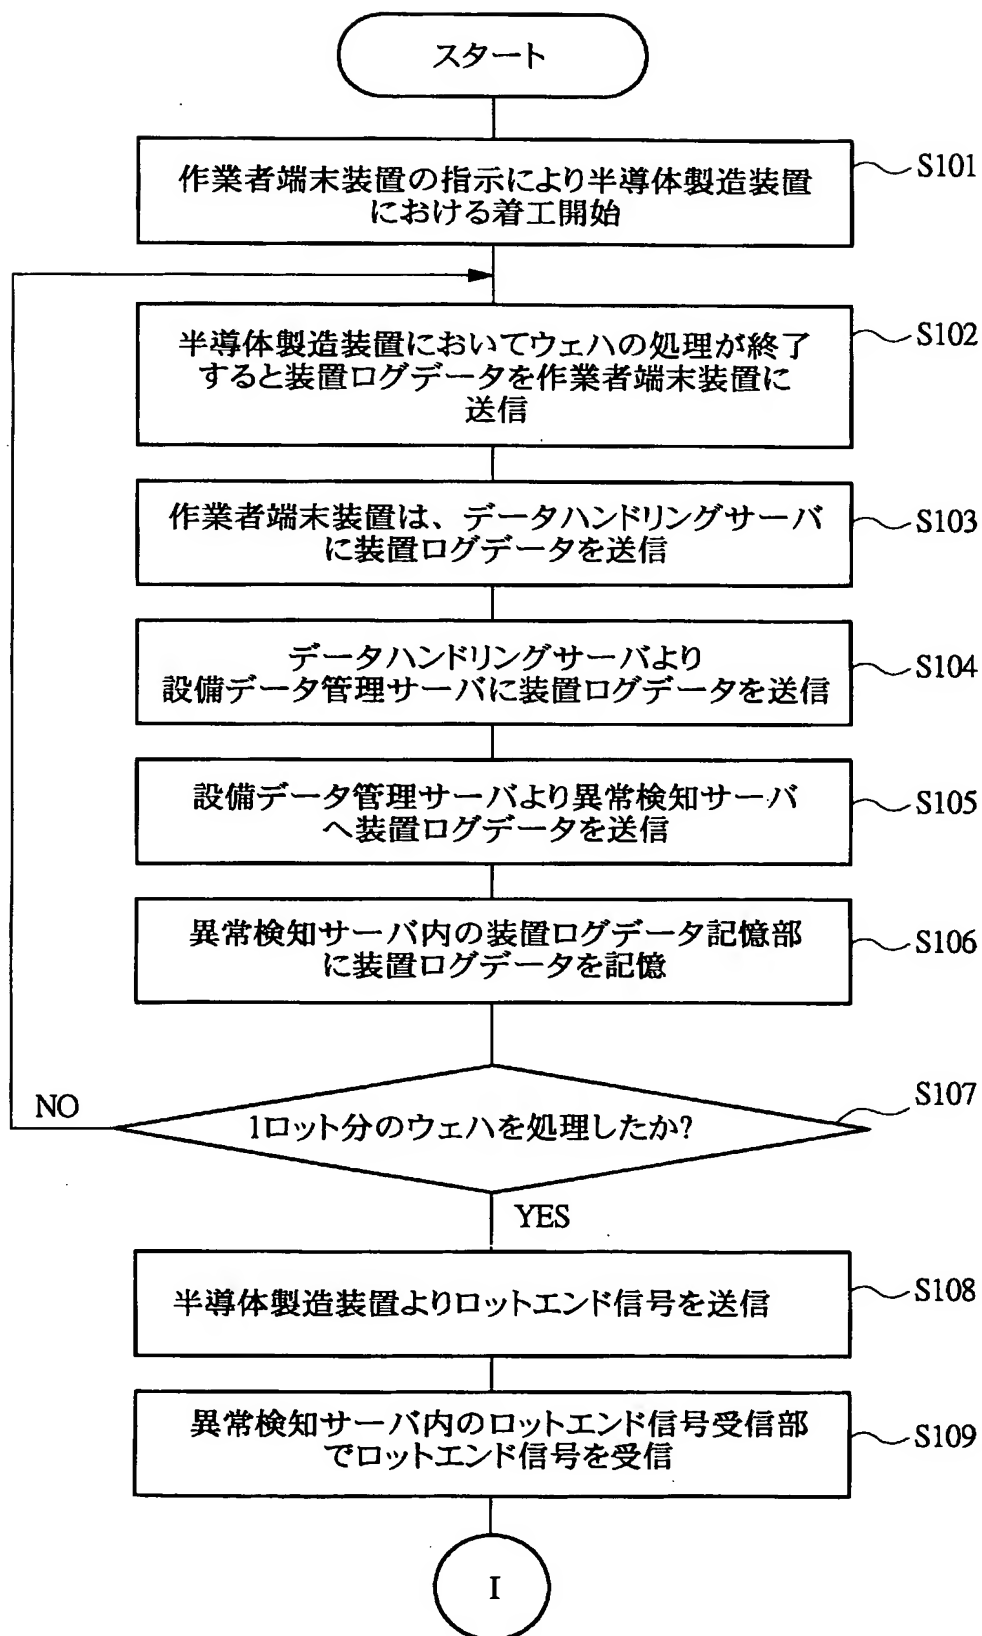 スタート
作業者端末装置の指示により半導体製造装置
における着工開始
S101
半導体製造装置においてウェハの処理が終了
すると装置ログデータを作業者端末装置に
送信
S102
作業者端末装置は、データハンドリングサーバ
に装置ログデータを送信
S103
データハンドリングサーバより
設備データ管理サーバに装置ログデータを送信
S104
設備データ管理サーバより異常検知サーバ
へ装置ログデータを送信
S105
異常検知サーバ内の装置ログデータ記憶部
に装置ログデータを記憶
S106
1ロット分のウェハを処理したか?
S107
NO
YES
半導体製造装置よりロットエンド信号を送信
S108
異常検知サーバ内のロットエンド信号受信部
でロットエンド信号を受信
S109
I